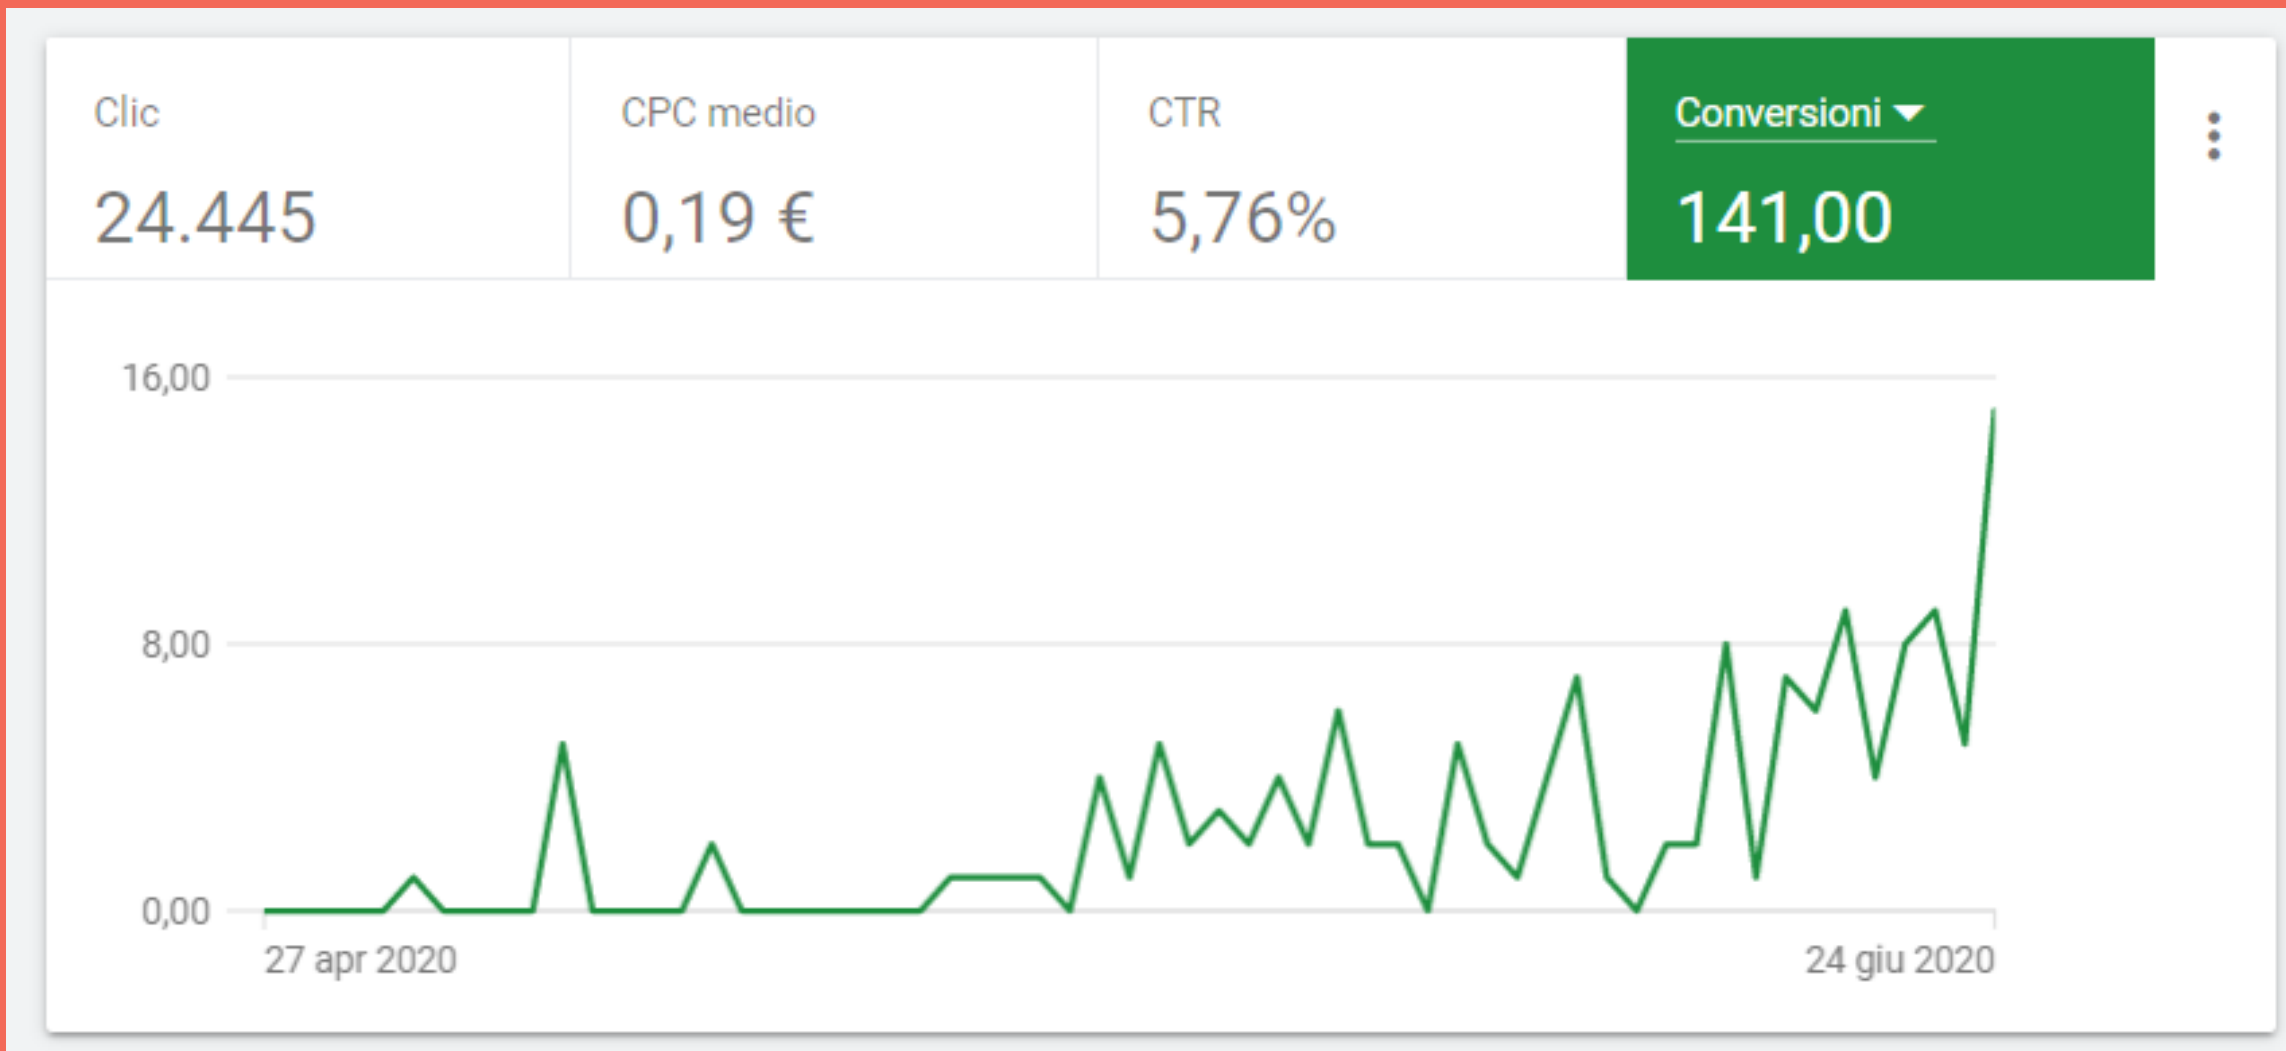 Clic
24.445
CPC medio
0,19 €
CTR
5,76%
Conversioni
141,00
16,00
8,00
0,00
27 apr 2020
24 giu 2020